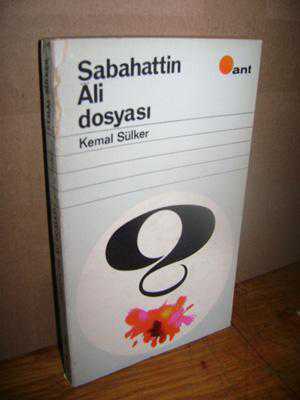 Sabahattin
Ali
dosyası
Kemal Sülker
ant